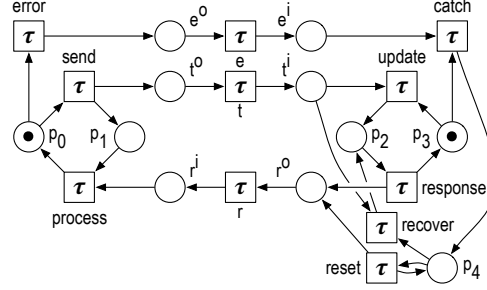 error e^o e^i catch
τ τ τ
send t^o e t^i update
τ τ τ
t
p_0 p_1 p_2 p_3
r^i r^o
τ τ τ response
process r
τ recover
reset τ p_4